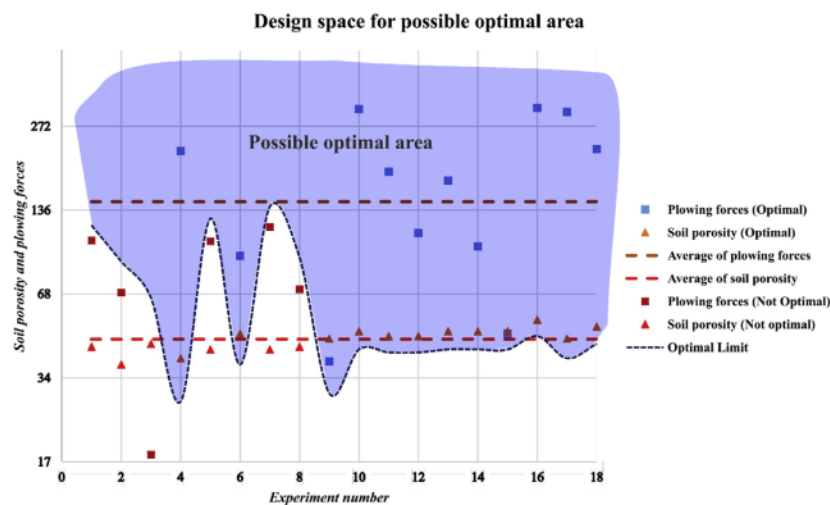 Design space for possible optimal area
Soil porosity and plowing forces
272
136
68
34
17
Possible optimal area
0 2 4 6 8 10 12 14 16 18
Experiment number
Plowing forces (Optimal)
Soil porosity (Optimal)
Average of plowing forces
Average of soil porosity
Plowing forces (Not Optimal)
Soil porosity (Not optimal)
Optimal Limit